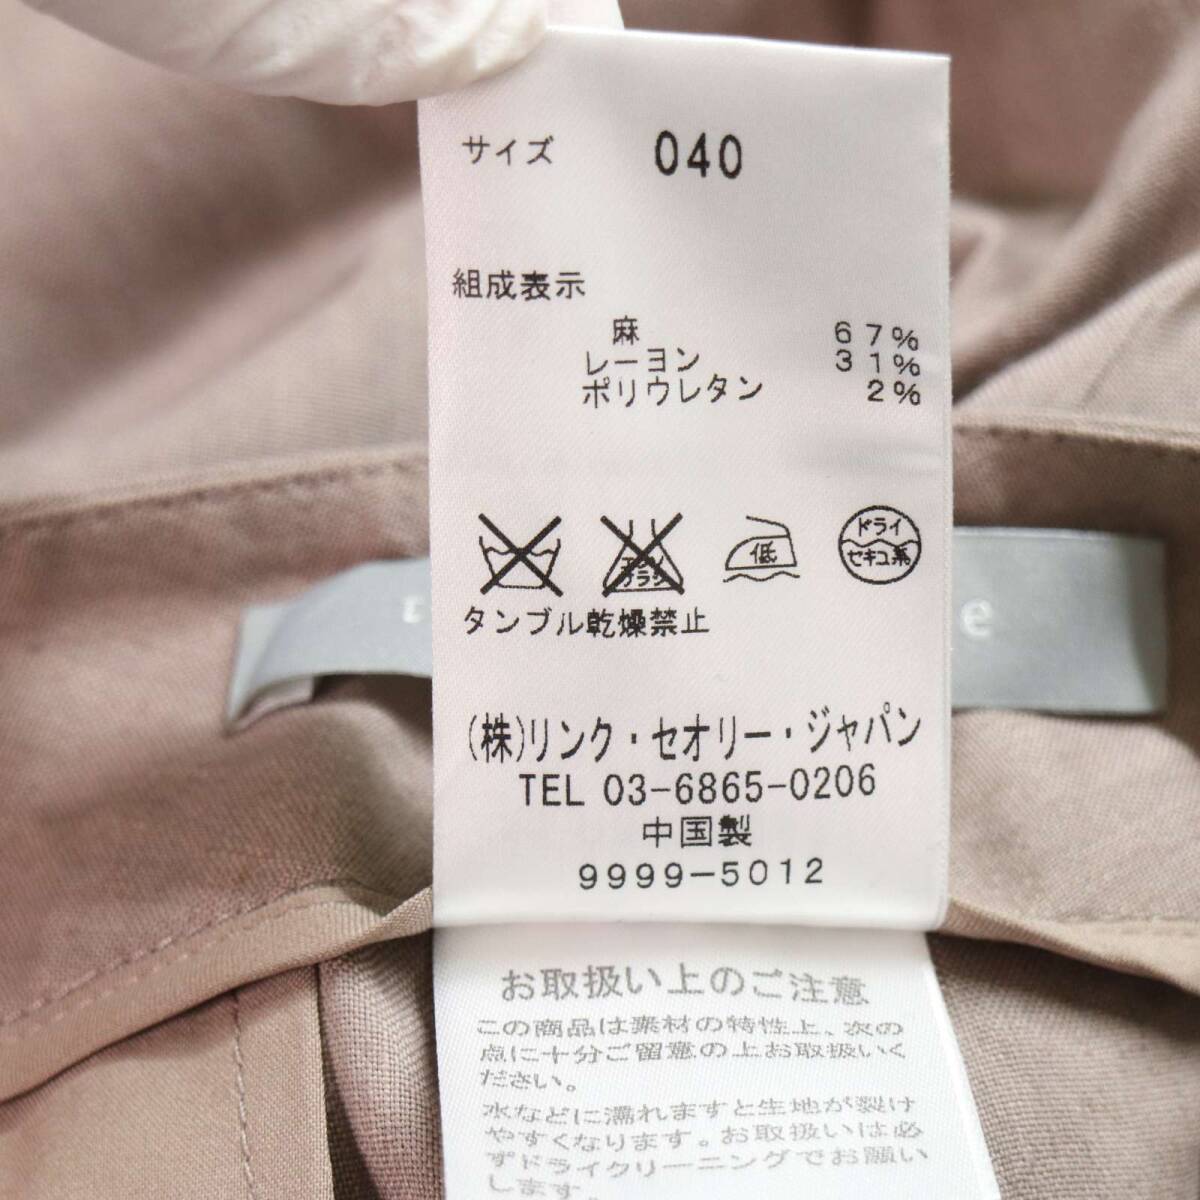 サイズ 040
組成表示
麻 67%
レーヨン 31%
ポリウレタン 2%
低
ドライ
セキユ系
タンブル乾燥禁止
(株)リンク・セオリー・ジャパン
TEL 03-6865-0206
中国製
9999-5012
e
お取扱い上のご注意
この商品は素材の特性上、次の
点に十分ご留意の上お取扱いく
ださい。
水などに濡れますと生地が裂け
やすくなります。お取扱いは必
ずドライクリーニングでお願い
します。